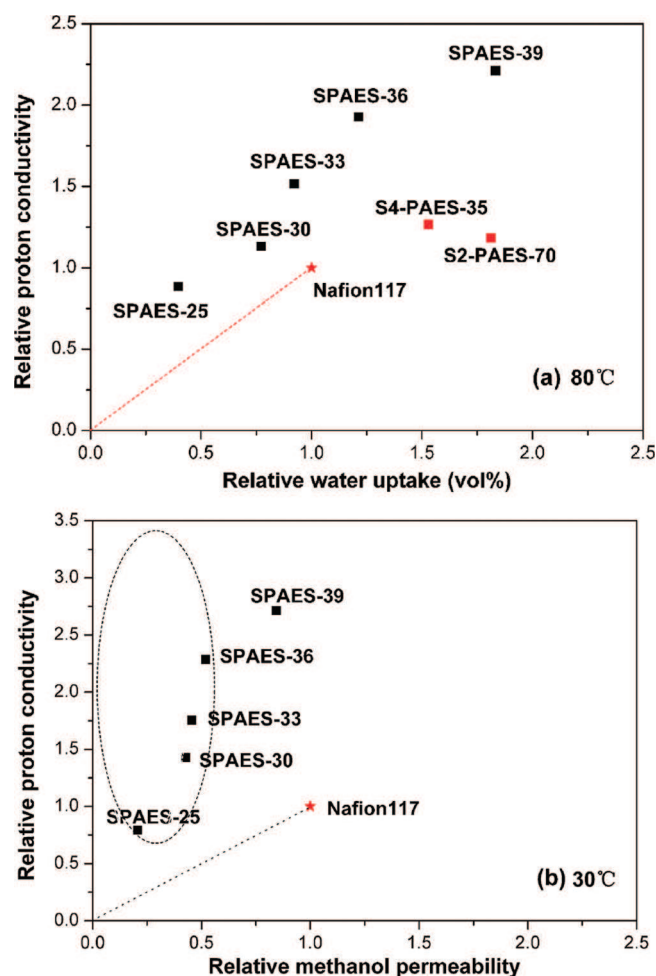 Relative proton conductivity
2.5
2.0
1.5
1.0
0.5
0.0
SPAES-39
SPAES-36
SPAES-33
S4-PAES-35
SPAES-30
S2-PAES-70
Nafion117
SPAES-25
(a) 80℃
0.0 0.5 1.0 1.5 2.0 2.5
Relative water uptake (vol%)
Relative proton conductivity
3.5
3.0
2.5
2.0
1.5
1.0
0.5
0.0
SPAES-39
SPAES-36
SPAES-33
SPAES-30
SPAES-25
Nafion117
(b) 30℃
0.0 0.5 1.0 1.5 2.0 2.5
Relative methanol permeability